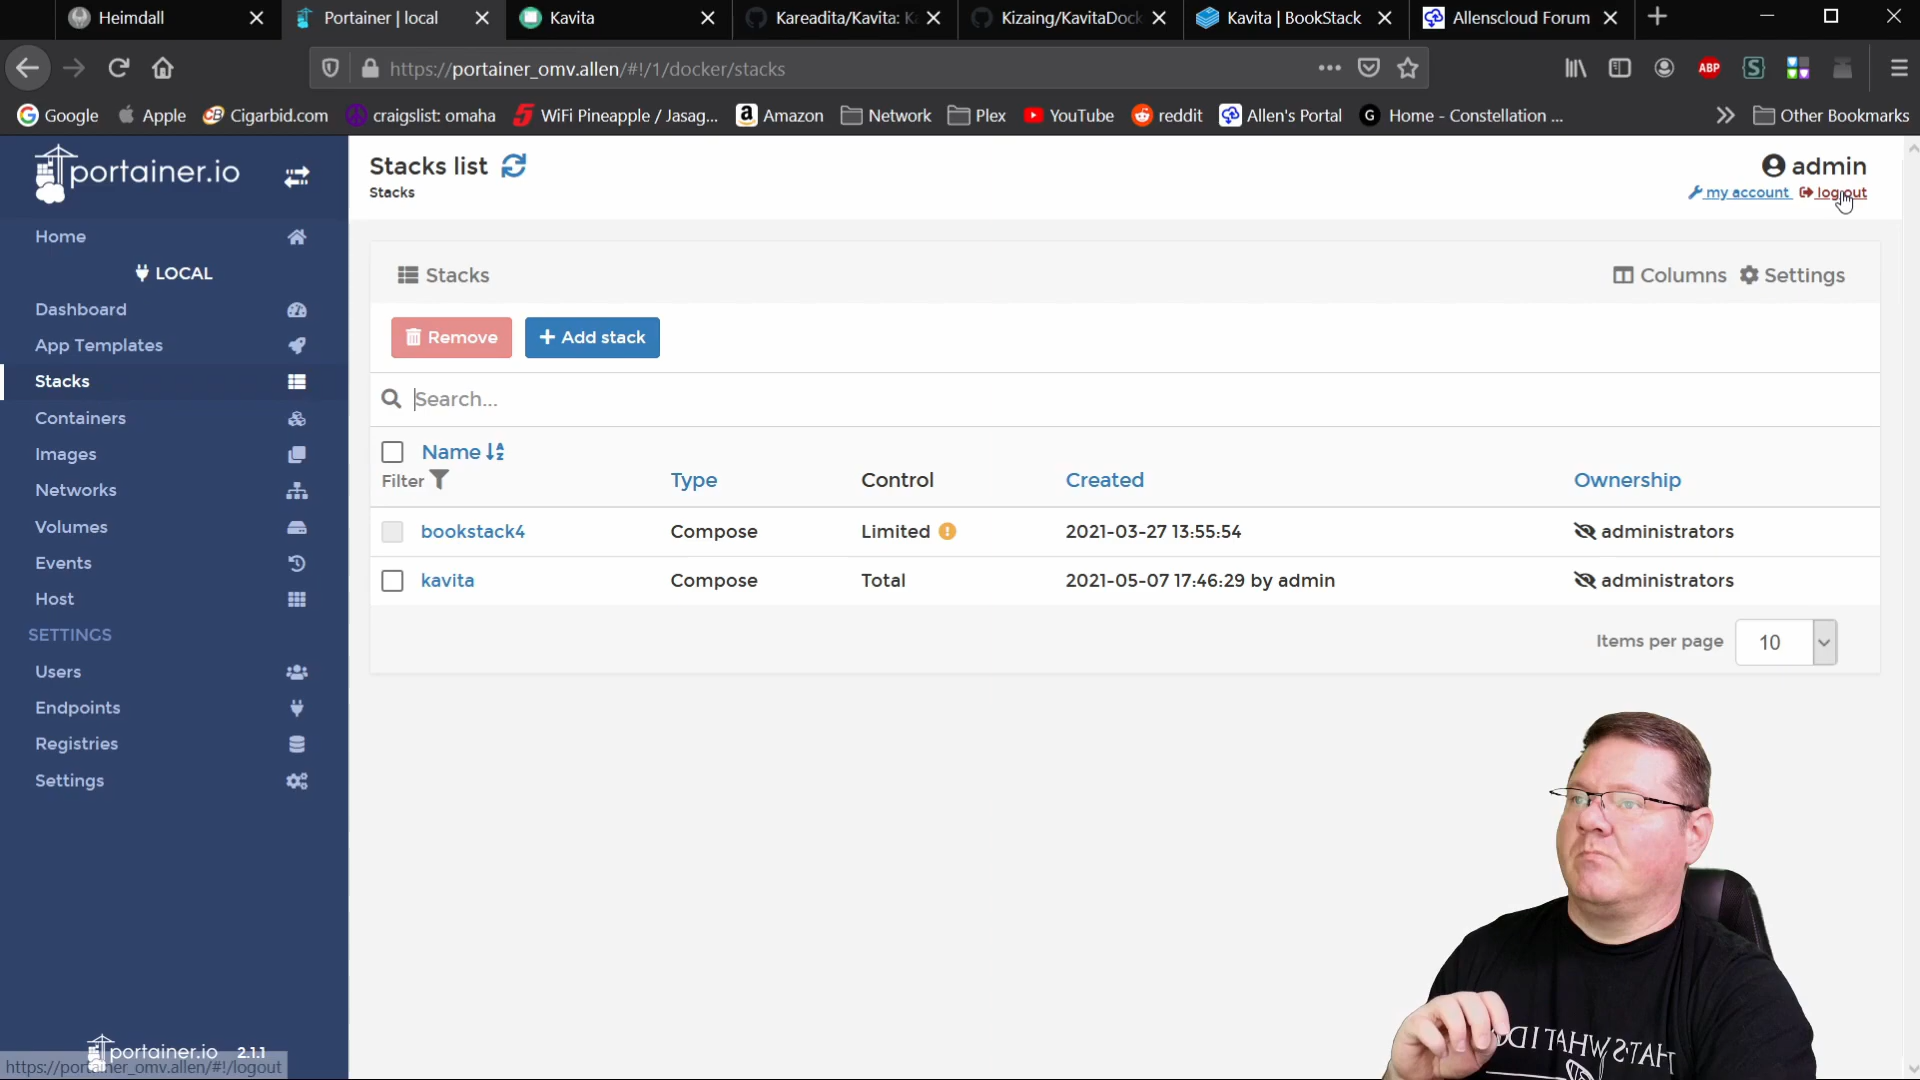 Heimdall
Portainer | local
Kavita
Kareadita/Kavita: K
Kizaing/KavitaDock
Kavita | BookStack
Allenscloud Forum
https://portainer_omv.allen/#!/1/docker/stacks
ABP
Google
Apple
Cigarbid.com
craigslist: omaha
WiFi Pineapple / Jasag...
Amazon
Network
Plex
YouTube
reddit
Allen's Portal
Home - Constellation ...
Other Bookmarks
portainer.io
Stacks list
Stacks
admin
my account
logout
Home
LOCAL
Dashboard
App Templates
Stacks
Containers
Images
Networks
Volumes
Events
Host
SETTINGS
Users
Endpoints
Registries
Settings
Stacks
Columns
Settings
Remove
+ Add stack
Search...
Name
Filter
Type
Control
Created
Ownership
bookstack4
Compose
Limited
2021-03-27 13:55:54
administrators
kavita
Compose
Total
2021-05-07 17:46:29 by admin
administrators
Items per page
10
THAT'S WHAT I DO
portainer.io 2.1.1
https://portainer_omv.allen/#!/logout